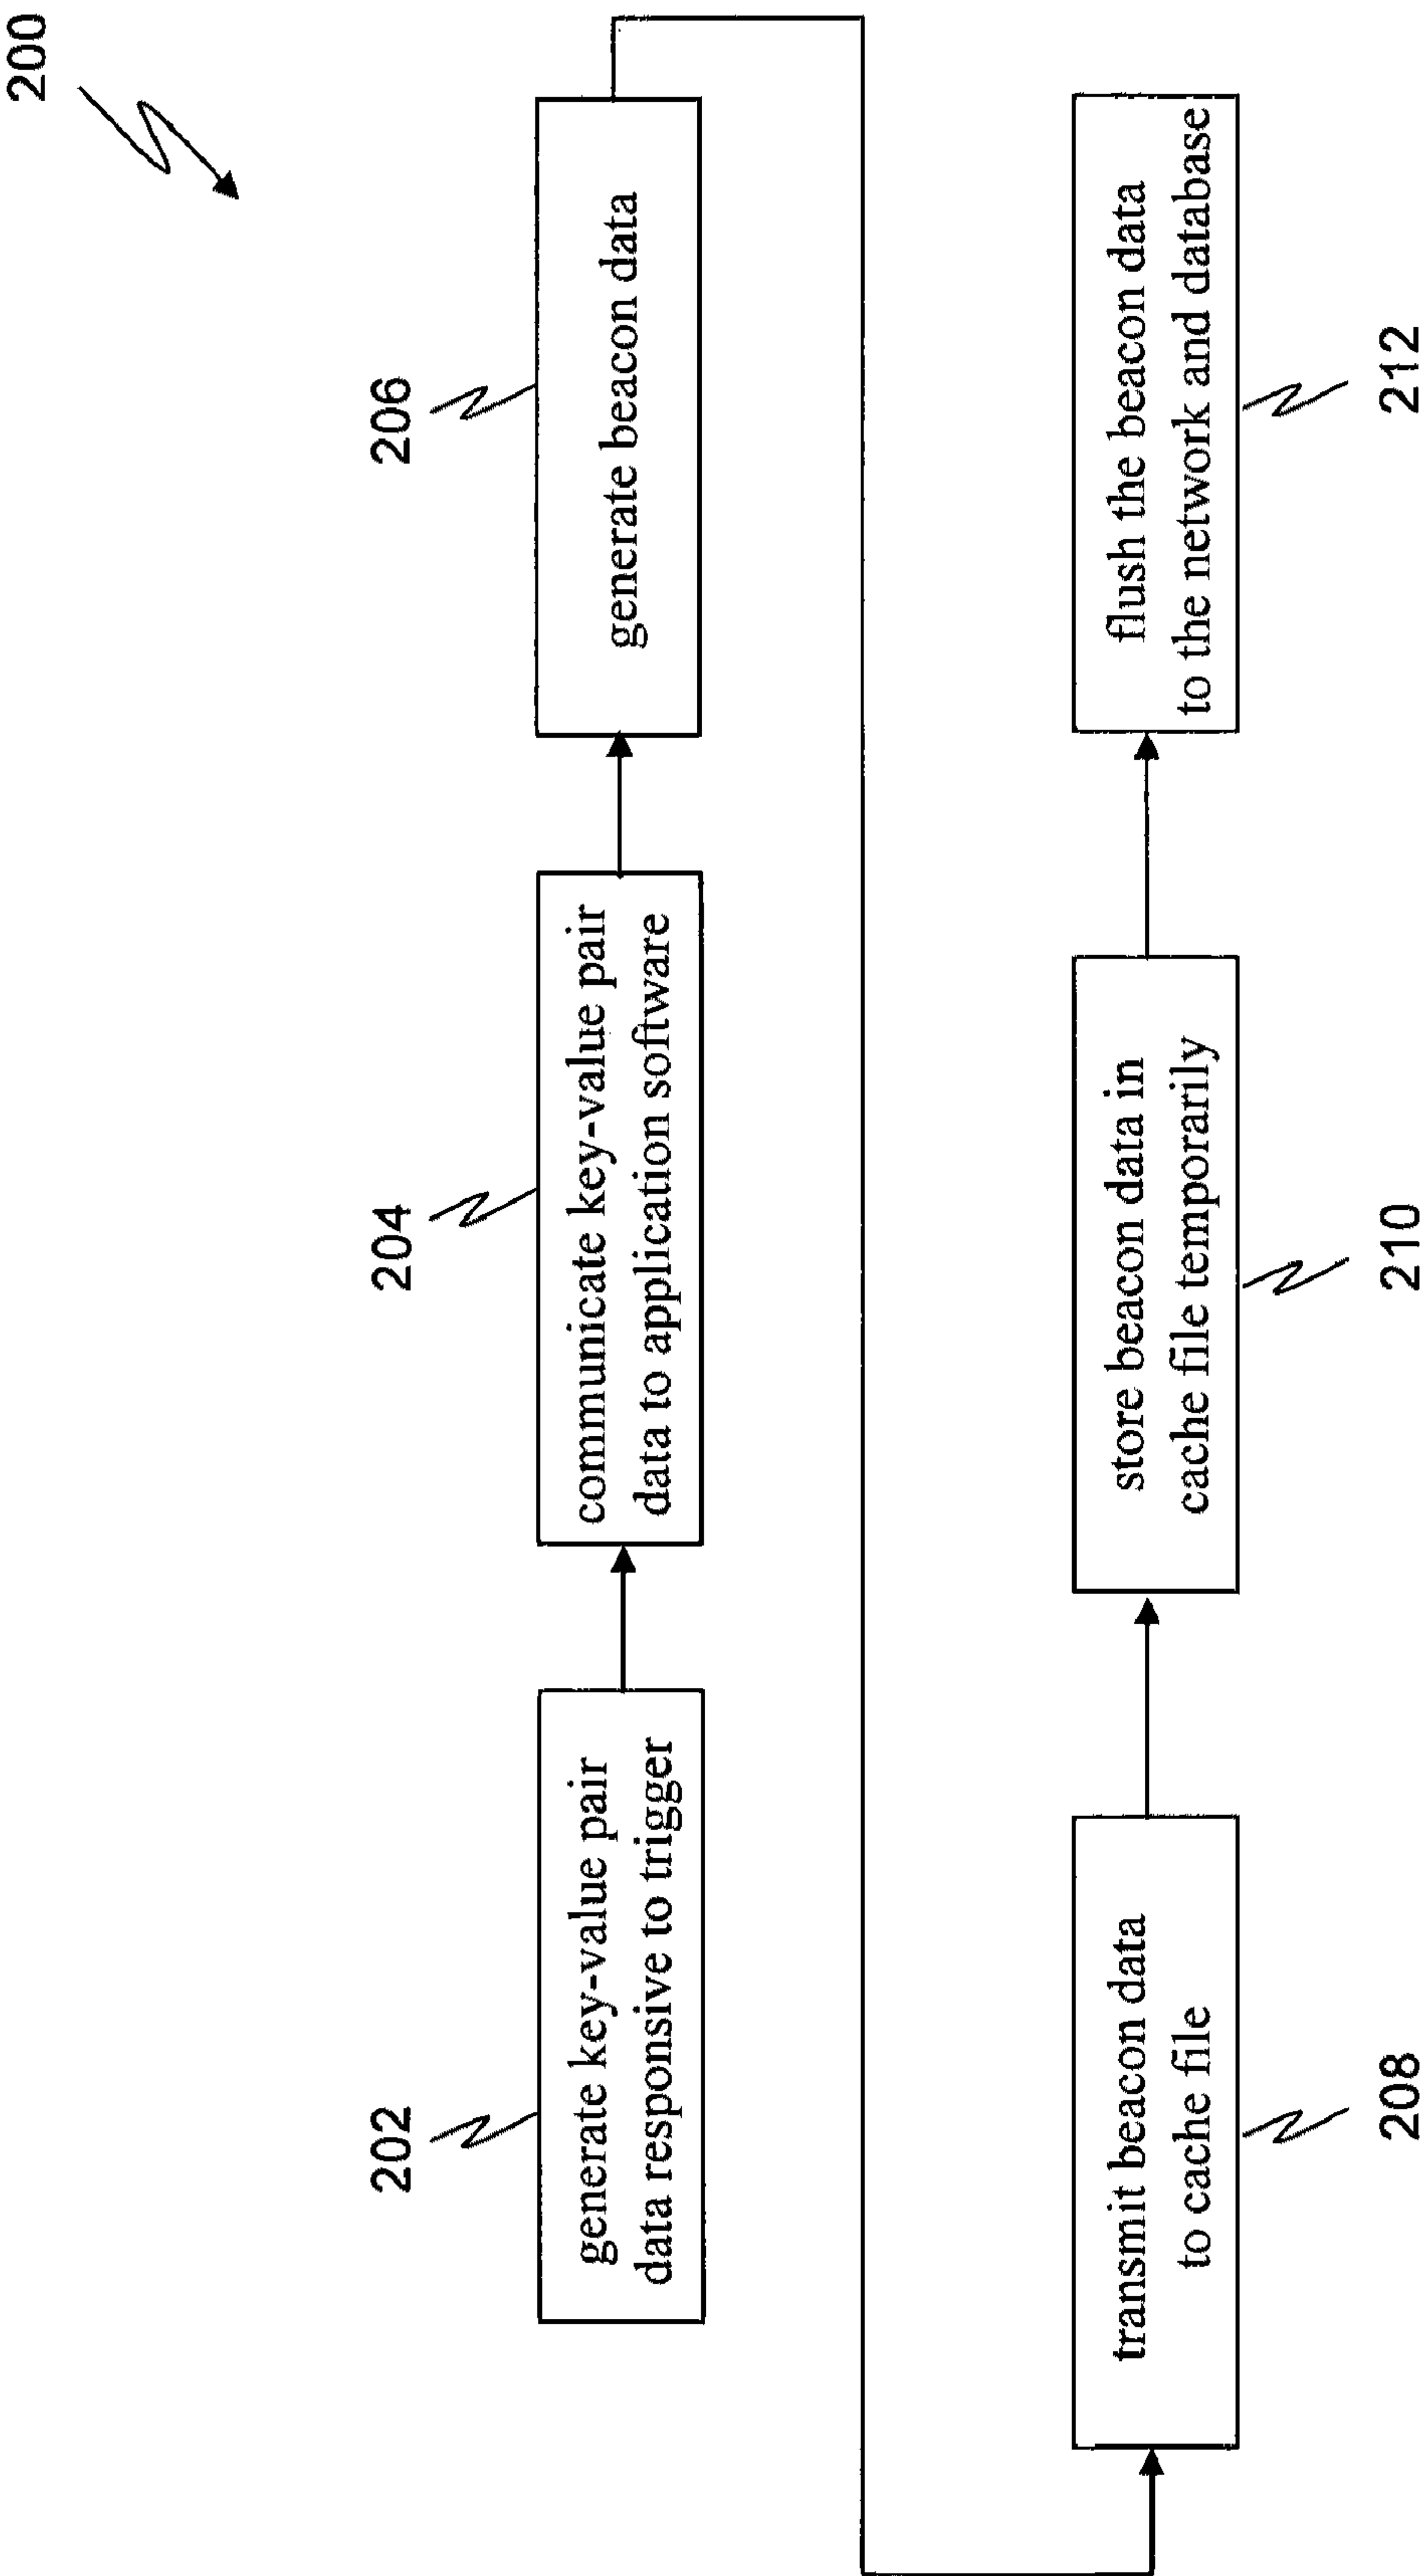 200
202
generate key-value pair
data responsive to trigger
204
communicate key-value pair
data to application software
206
generate beacon data
transmit beacon data
to cache file
208
store beacon data in
cache file temporarily
210
flush the beacon data
to the network and database
212